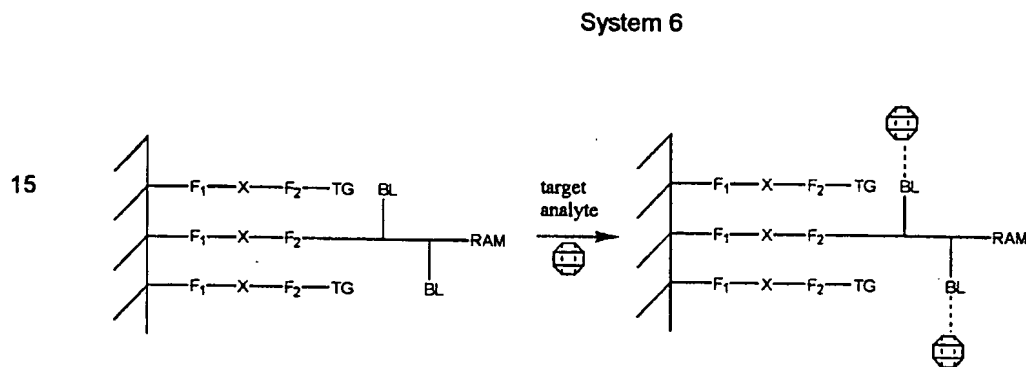 System 6
15
F₁—X—F₂—TG BL target F₁—X—F₂—TG BL
F₁—X—F₂ RAM analyte F₁—X—F₂ RAM
F₁—X—F₂—TG BL F₁—X—F₂—TG BL